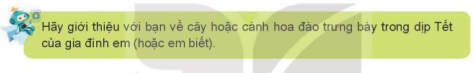 Hãy giới thiệu với bạn về cây hoặc cành hoa đào trưng bày trong dịp Tết
của gia đình em (hoặc em biết).